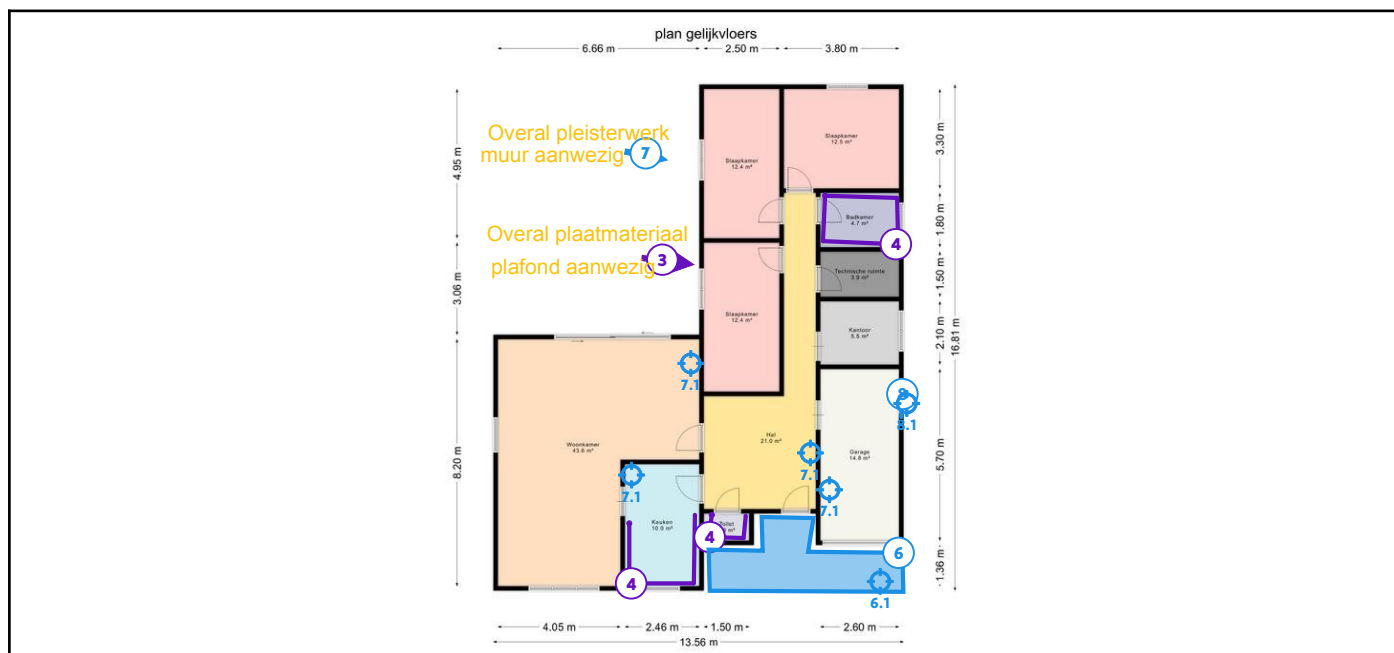 plan gelijkvloers
6.66 m
2.50 m
3.80 m
Overal pleisterwerk
muur aanwezig
7
4.95 m
Slaapkamer
12.4 m²
Slaapkamer
12.5 m²
3.30 m
Badkamer
4.7 m²
4
1.80 m
Overal plaatmateriaal
plafond aanwezig
3
3.06 m
Slaapkamer
12.4 m²
Technische ruimte
3.9 m²
1.50 m
Kantoor
5.5 m²
2.10 m
16.81 m
7.1
8
8.1
Woonkamer
43.6 m²
8.20 m
Hal
21.0 m²
7.1
Garage
14.8 m²
5.70 m
7.1
7.1
Keuken
10.0 m²
Toilet
m²
4
4
6
6.1
1.36 m
4.05 m
2.46 m
1.50 m
2.60 m
13.56 m